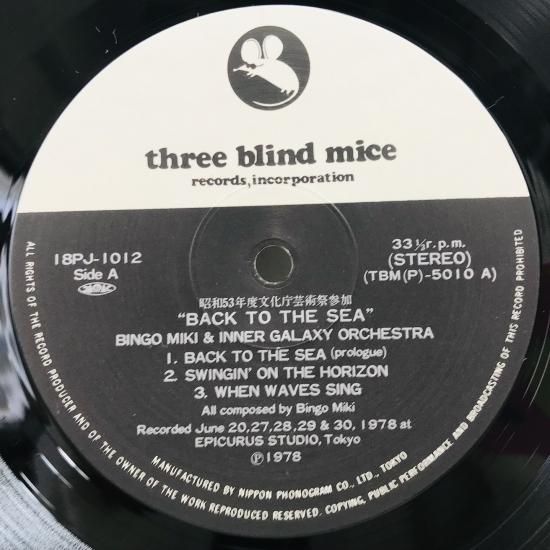 three blind mice
records, incorporation
18PJ-1012
Side A
33 ⅓ r.p.m.
(STEREO)
(TBM(P)-5010 A)
昭和53年度文化庁芸術祭参加
"BACK TO THE SEA"
BINGO MIKI & INNER GALAXY ORCHESTRA
1. BACK TO THE SEA (prologue)
2. SWINGIN' ON THE HORIZON
3. WHEN WAVES SING
All composed by Bingo Miki
Recorded June 20,27,28,29 & 30, 1978 at
EPICURUS STUDIO, Tokyo
Ⓟ1978
MANUFACTURED BY NIPPON PHONOGRAM CO., LTD., TOKYO
ALL RIGHTS OF THE RECORD PRODUCER AND OF THE OWNER OF THE WORK REPRODUCED RESERVED. COPYING, PUBLIC PERFORMANCE AND BROADCASTING OF THIS RECORD PROHIBITED